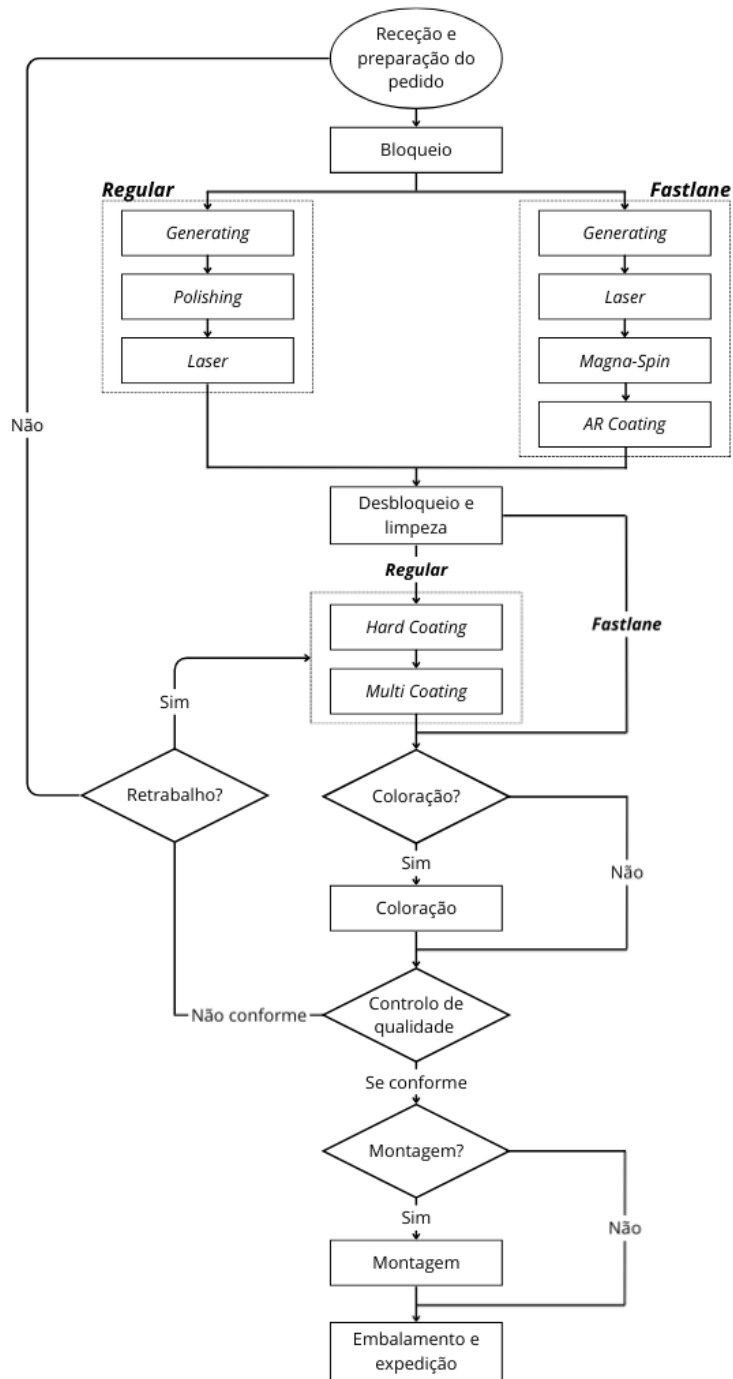 Receção e
preparação do
pedido
Bloqueio
Regular
Fastlane
Generating
Generating
Polishing
Laser
Laser
Magna-Spin
Não
AR Coating
Desbloqueio e
limpeza
Regular
Hard Coating
Fastlane
Multi Coating
Sim
Retrabalho?
Coloração?
Sim
Não
Coloração
Controlo de
qualidade
Não conforme
Se conforme
Montagem?
Sim
Não
Montagem
Embalamento e
expedição